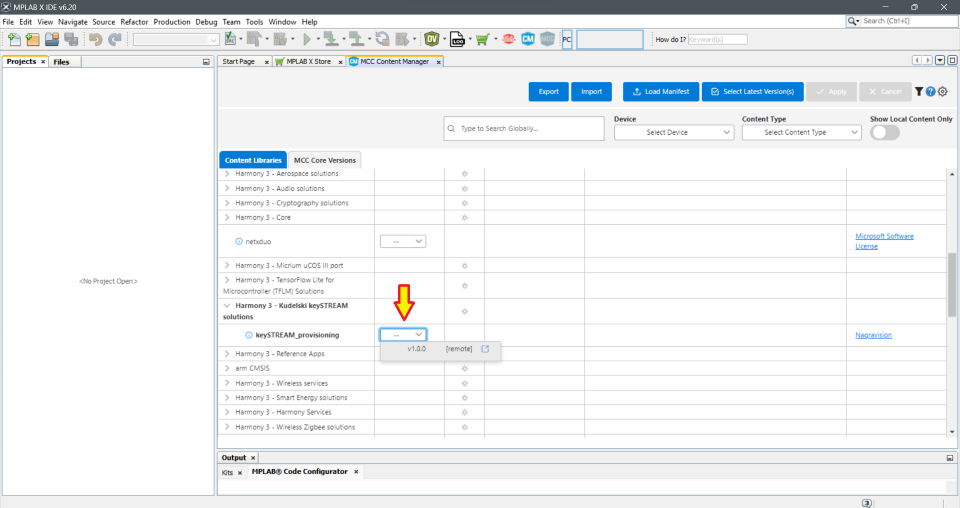 MPLAB X IDE v6.20
File Edit View Navigate Source Refactor Production Debug Team Tools Window Help
Search (Ctrl+I)
DV LOG CM PC
How do I? Keyword(s)
Projects × Files
Start Page × MPLAB X Store × CM MCC Content Manager ×
Export Import Load Manifest Select Latest Version(s) Apply Cancel
Type to Search Globally...
Device
Select Device
Content Type
Select Content Type
Show Local Content Only
Content Libraries MCC Core Versions
Harmony 3 - Aerospace solutions
Harmony 3 - Audio solutions
Harmony 3 - Cryptography solutions
Harmony 3 - Core
netxduo -- Microsoft Software
License
Harmony 3 - Micrium uCOS III port
<No Project Open>
Harmony 3 - TensorFlow Lite for
Microcontroller (TFLM) Solutions
Harmony 3 - Kudelski keySTREAM
solutions
keySTREAM_provisioning -- Nagravision
v1.0.0 [remote]
Harmony 3 - Reference Apps
arm CMSIS
Harmony 3 - Wireless services
Harmony 3 - Smart Energy solutions
Harmony 3 - Harmony Services
Harmony 3 - Wireless Zigbee solutions
Output ×
Kits × MPLAB® Code Configurator ×